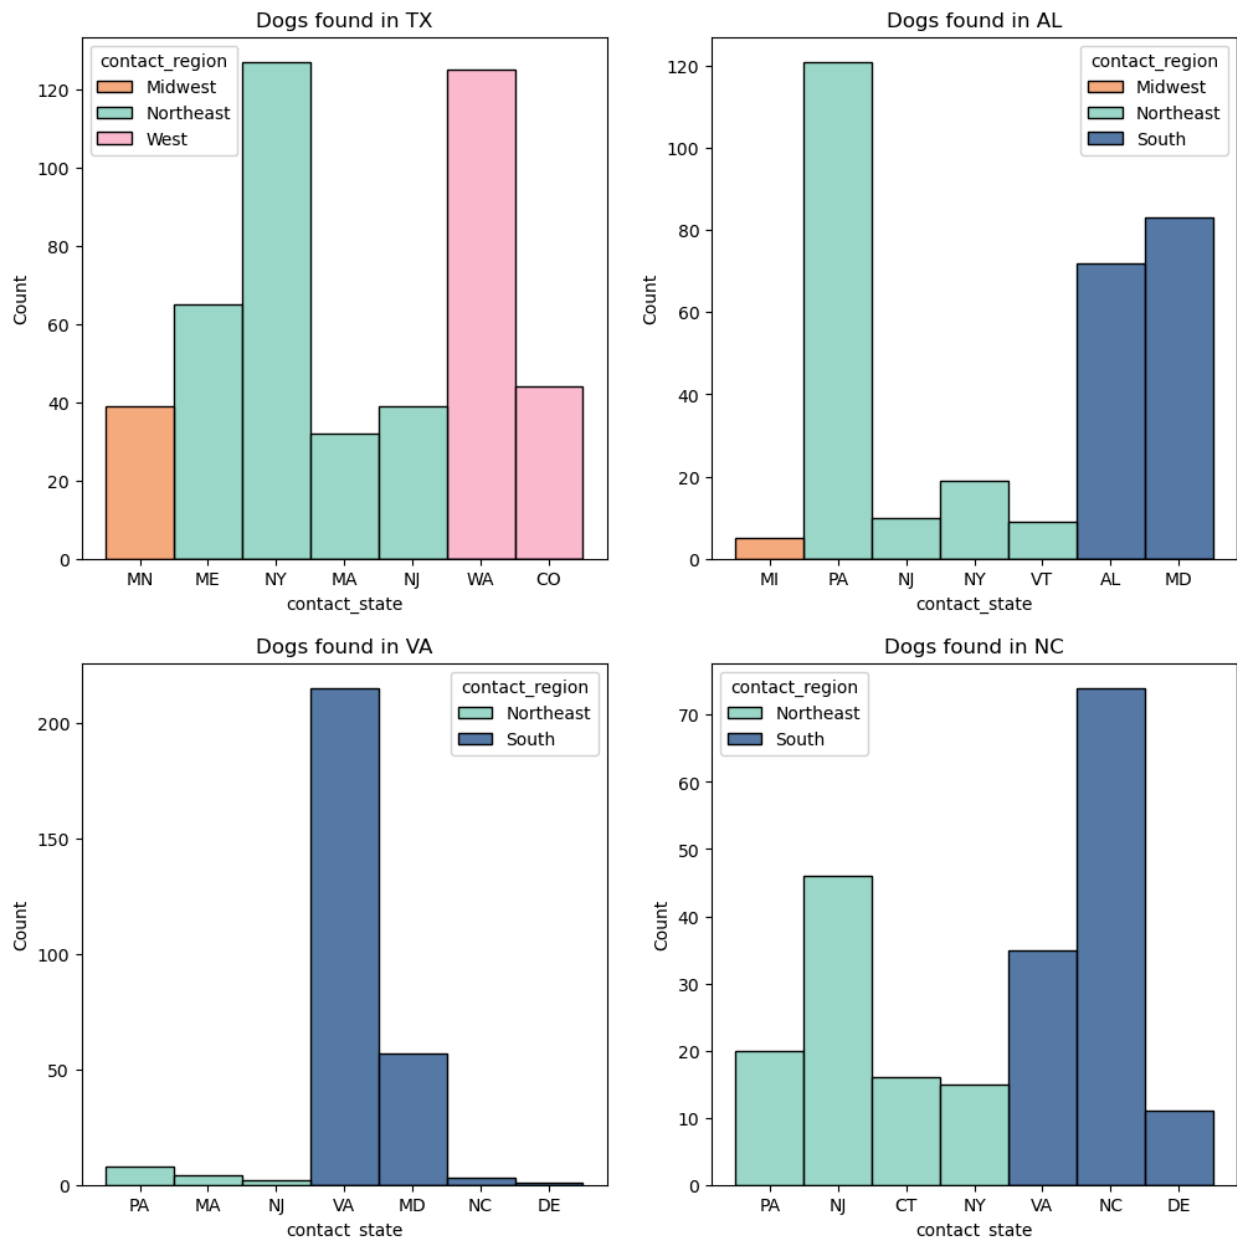 Dogs found in TX
contact_region
Midwest
Northeast
West
Count
120
100
80
60
40
20
0
MN ME NY MA NJ WA CO
contact_state
Dogs found in AL
contact_region
Midwest
Northeast
South
Count
120
100
80
60
40
20
0
MI PA NJ NY VT AL MD
contact_state
Dogs found in VA
contact_region
Northeast
South
Count
200
150
100
50
0
PA MA NJ VA MD NC DE
contact_state
Dogs found in NC
contact_region
Northeast
South
Count
70
60
50
40
30
20
10
0
PA NJ CT NY VA NC DE
contact_state